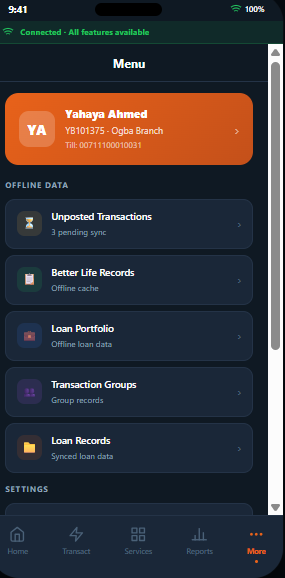 9:41
100%
Connected · All features available
Menu
YA
Yahaya Ahmed
YB101375 · Ogba Branch
Till: 00711100010031
OFFLINE DATA
Unposted Transactions
3 pending sync
Better Life Records
Offline cache
Loan Portfolio
Offline loan data
Transaction Groups
Group records
Loan Records
Synced loan data
SETTINGS
Home
Transact
Services
Reports
More